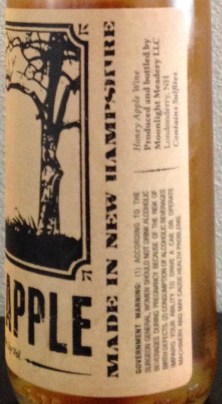 APPLE
MADE IN NEW HAMPSHIRE
Honey Apple Wine
Produced and bottled by
Moonlight Meadery LLC
Londonderry, NH
Contains Sulfites
GOVERNMENT WARNING: (1) ACCORDING TO THE
SURGEON GENERAL, WOMEN SHOULD NOT DRINK ALCOHOLIC
BEVERAGES DURING PREGNANCY BECAUSE OF THE RISK OF
BIRTH DEFECTS. (2) CONSUMPTION OF ALCOHOLIC BEVERAGES
IMPAIRS YOUR ABILITY TO DRIVE A CAR OR OPERATE
MACHINERY AND MAY CAUSE HEALTH PROBLEMS.